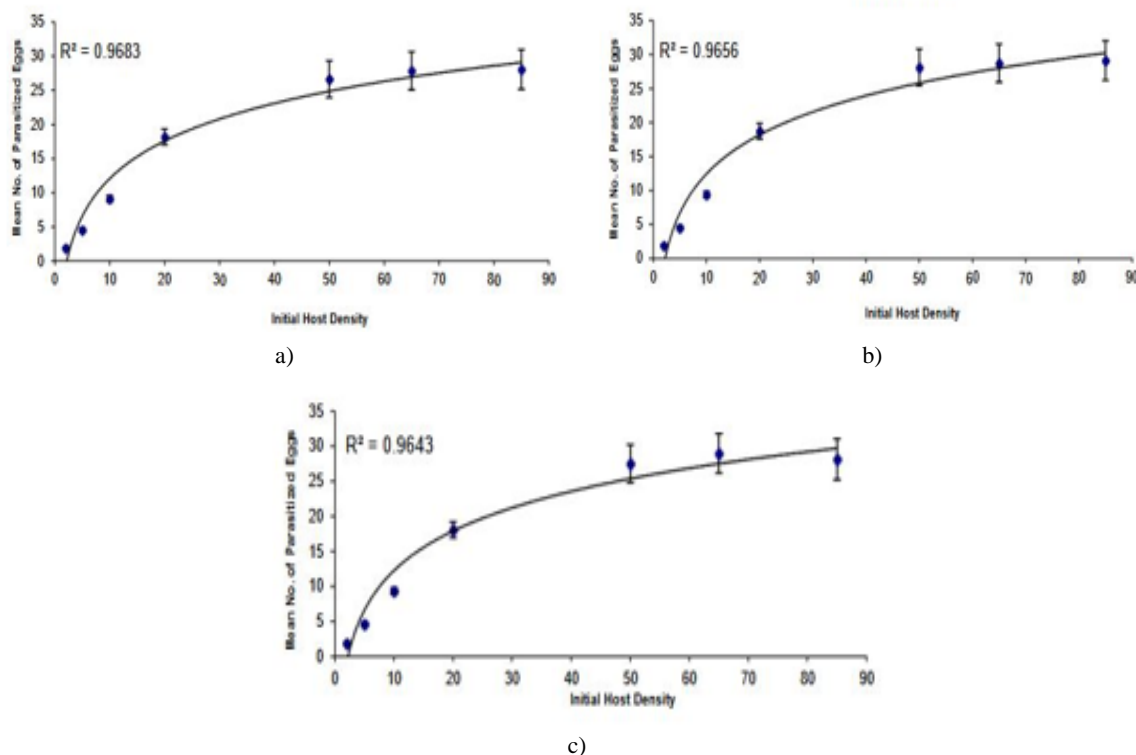 R² = 0.9683
Mean No. of Parasitized Eggs
35
30
25
20
15
10
5
0
0 10 20 30 40 50 60 70 80 90
Initial Host Density
a)
R² = 0.9656
Mean No. of Parasitized Eggs
35
30
25
20
15
10
5
0
0 10 20 30 40 50 60 70 80 90
Initial Host Density
b)
R² = 0.9643
Mean No. of Parasitized Eggs
35
30
25
20
15
10
5
0
0 10 20 30 40 50 60 70 80 90
Initial Host Density
c)